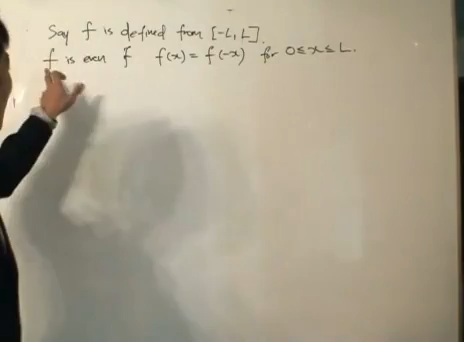 Say f is defined from [-L, L].
f is even if f(x) = f(-x) for 0 ≤ x ≤ L.